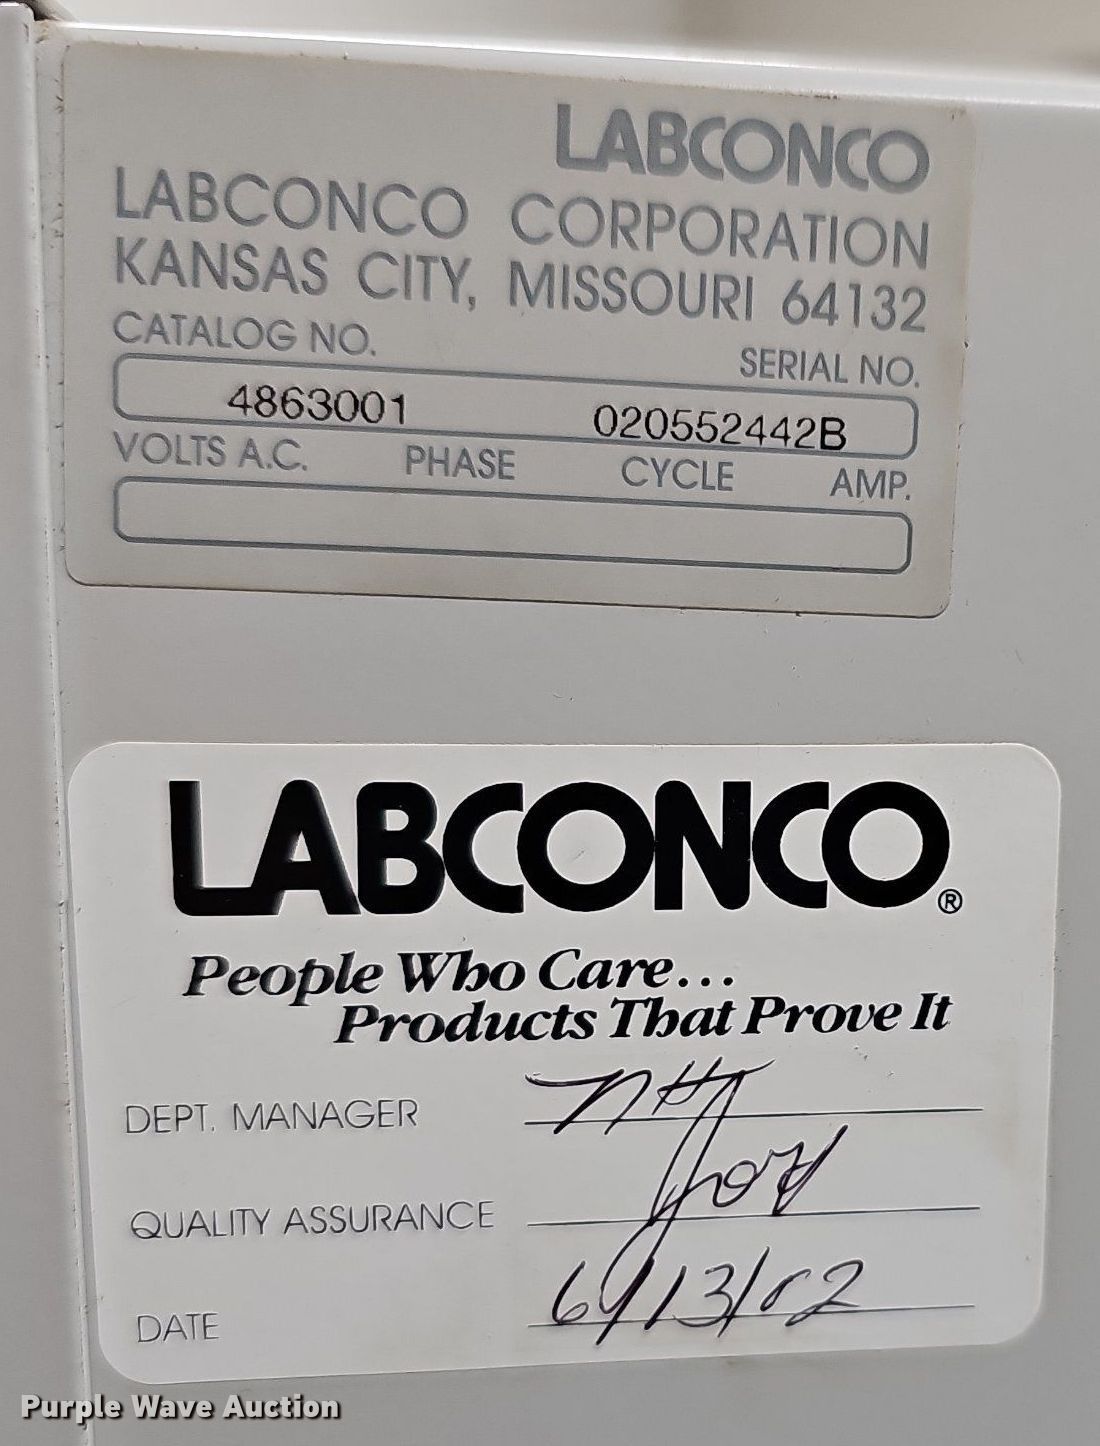 LABCONCO
LABCONCO CORPORATION
KANSAS CITY, MISSOURI 64132
CATALOG NO. SERIAL NO.
4863001 020552442B
VOLTS A.C. PHASE CYCLE AMP.
LABCONCO®
People Who Care...
Products That Prove It
DEPT. MANAGER
QUALITY ASSURANCE
DATE 6/13/02
Purple Wave Auction